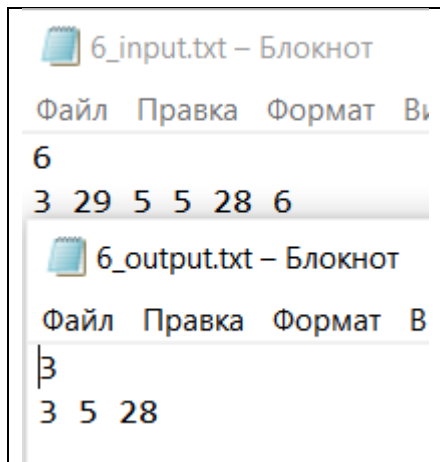 6_input.txt – Блокнот
Файл Правка Формат
6
3 29 5 5 28 6
6_output.txt – Блокнот
Файл Правка Формат В
3
3 5 28